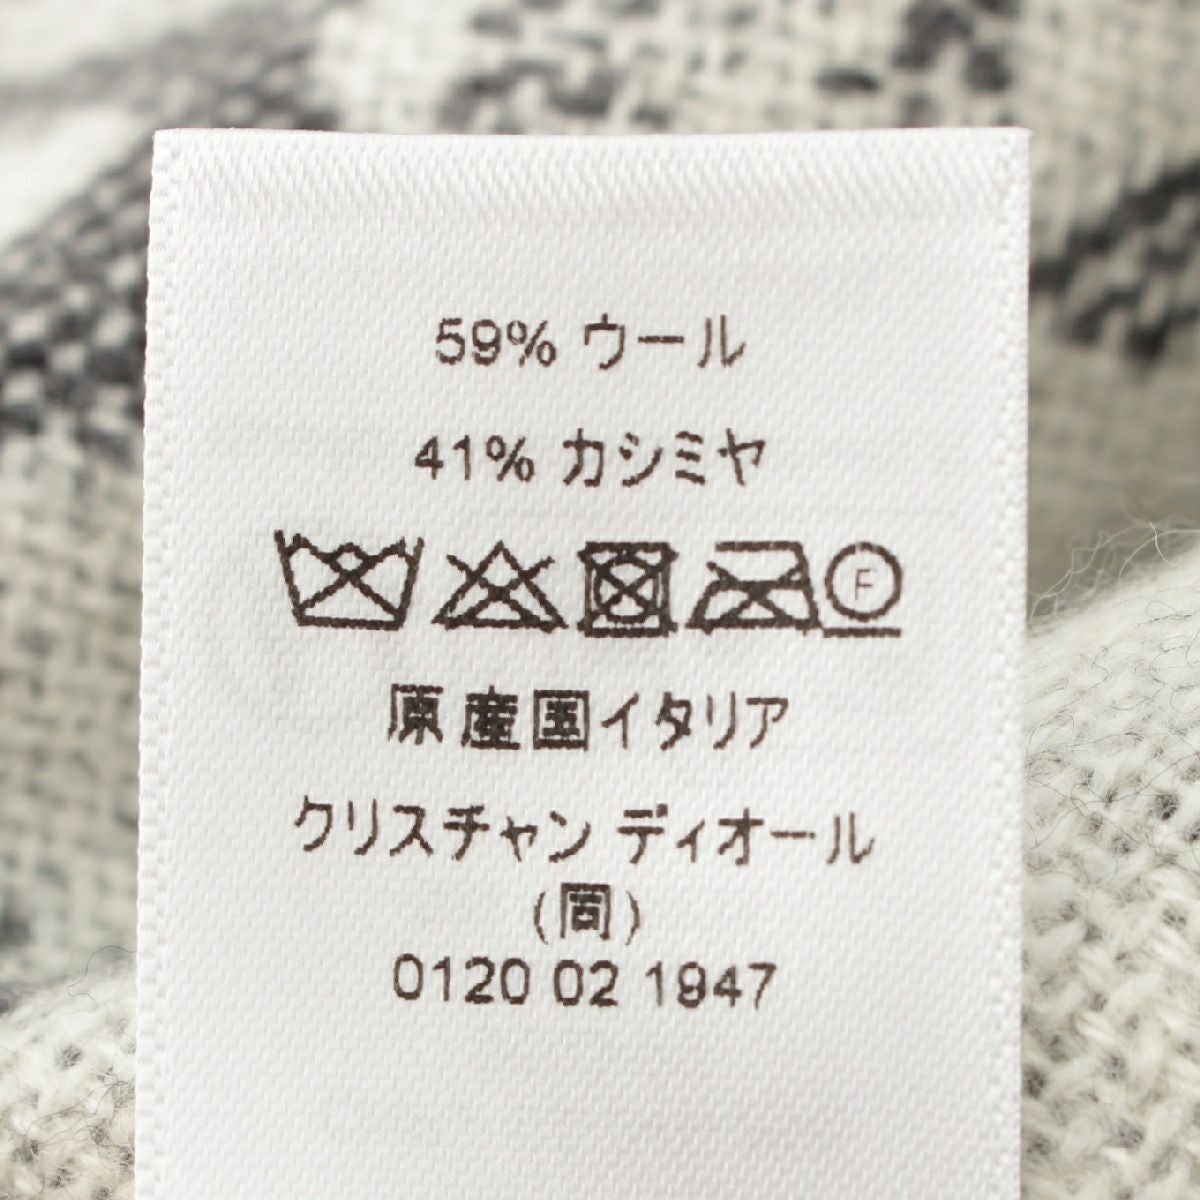 59% ウール
41% カシミヤ
F
原産国イタリア
クリスチャン ディオール
(同)
0120 02 1947